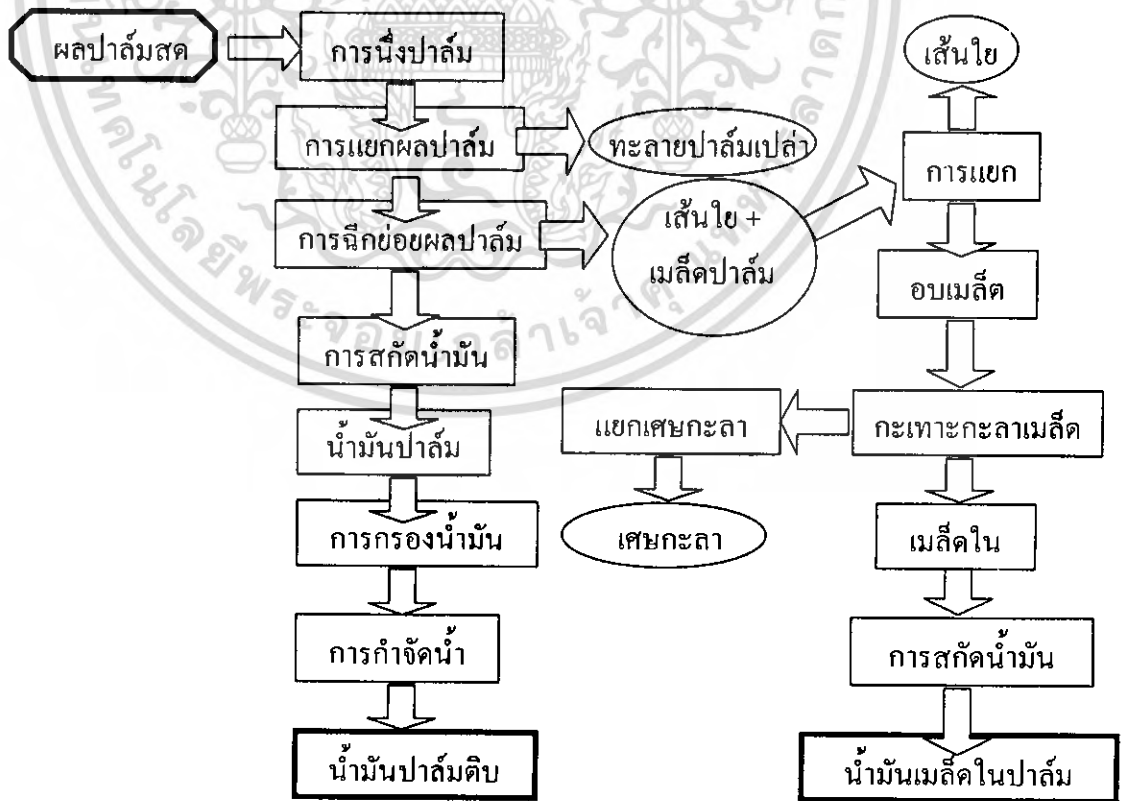 ผลปาล์มสด
การนึ่งปาล์ม
การแยกผลปาล์ม
ทะลายปาล์มเปล่า
การฉีกย่อยผลปาล์ม
เส้นใย +
เมล็ดปาล์ม
การสกัดน้ำมัน
น้ำมันปาล์ม
การกรองน้ำมัน
การกำจัดน้ำ
น้ำมันปาล์มดิบ
เส้นใย
การแยก
อบเมล็ด
กะเทาะกะลาเมล็ด
แยกเศษกะลา
เศษกะลา
เมล็ดใน
การสกัดน้ำมัน
น้ำมันเมล็ดในปาล์ม